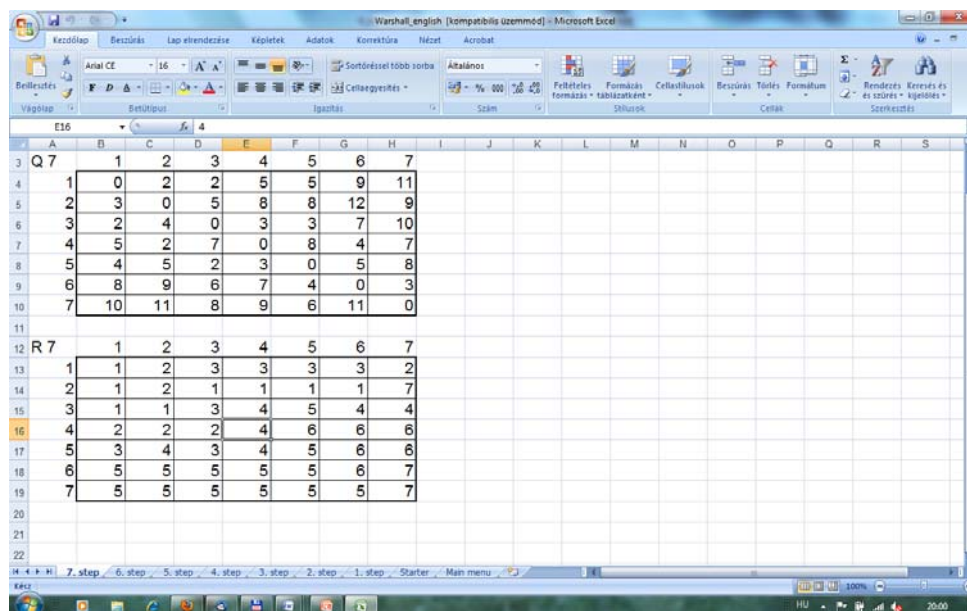 Warshall_english [kompatibilis üzemmód] - Microsoft Excel
Kezdőlap Beszúrás Lap elrendezése Képletek Adatok Korrektúra Nézet Acrobat
Beillesztés Arial CE 16 Sortöréssel több sorba Általános Feltételes formázás Formázás táblázatként Cellastílusok Beszúrás Törlés Formátum Rendezés és szűrés Keresés és kijelölés
F D A Cellaegyesítés % 000
Vágólap Betűtípus Igazítás Szám Stílusok Cellák Szerkesztés
E16 fx 4
A B C D E F G H I J K L M N O P Q R S
3 Q 7 1 2 3 4 5 6 7
4 1 0 2 2 5 5 9 11
5 2 3 0 5 8 8 12 9
6 3 2 4 0 3 3 7 10
7 4 5 2 7 0 8 4 7
8 5 4 5 2 3 0 5 8
9 6 8 9 6 7 4 0 3
10 7 10 11 8 9 6 11 0
11
12 R 7 1 2 3 4 5 6 7
13 1 1 2 3 3 3 3 2
14 2 1 2 1 1 1 1 7
15 3 1 1 3 4 5 4 4
16 4 2 2 2 4 6 6 6
17 5 3 4 3 4 5 6 6
18 6 5 5 5 5 5 6 7
19 7 5 5 5 5 5 5 7
20
21
22
7. step 6. step 5. step 4. step 3. step 2. step 1. step Starter Main menu
Kész 100%
HU 20:00